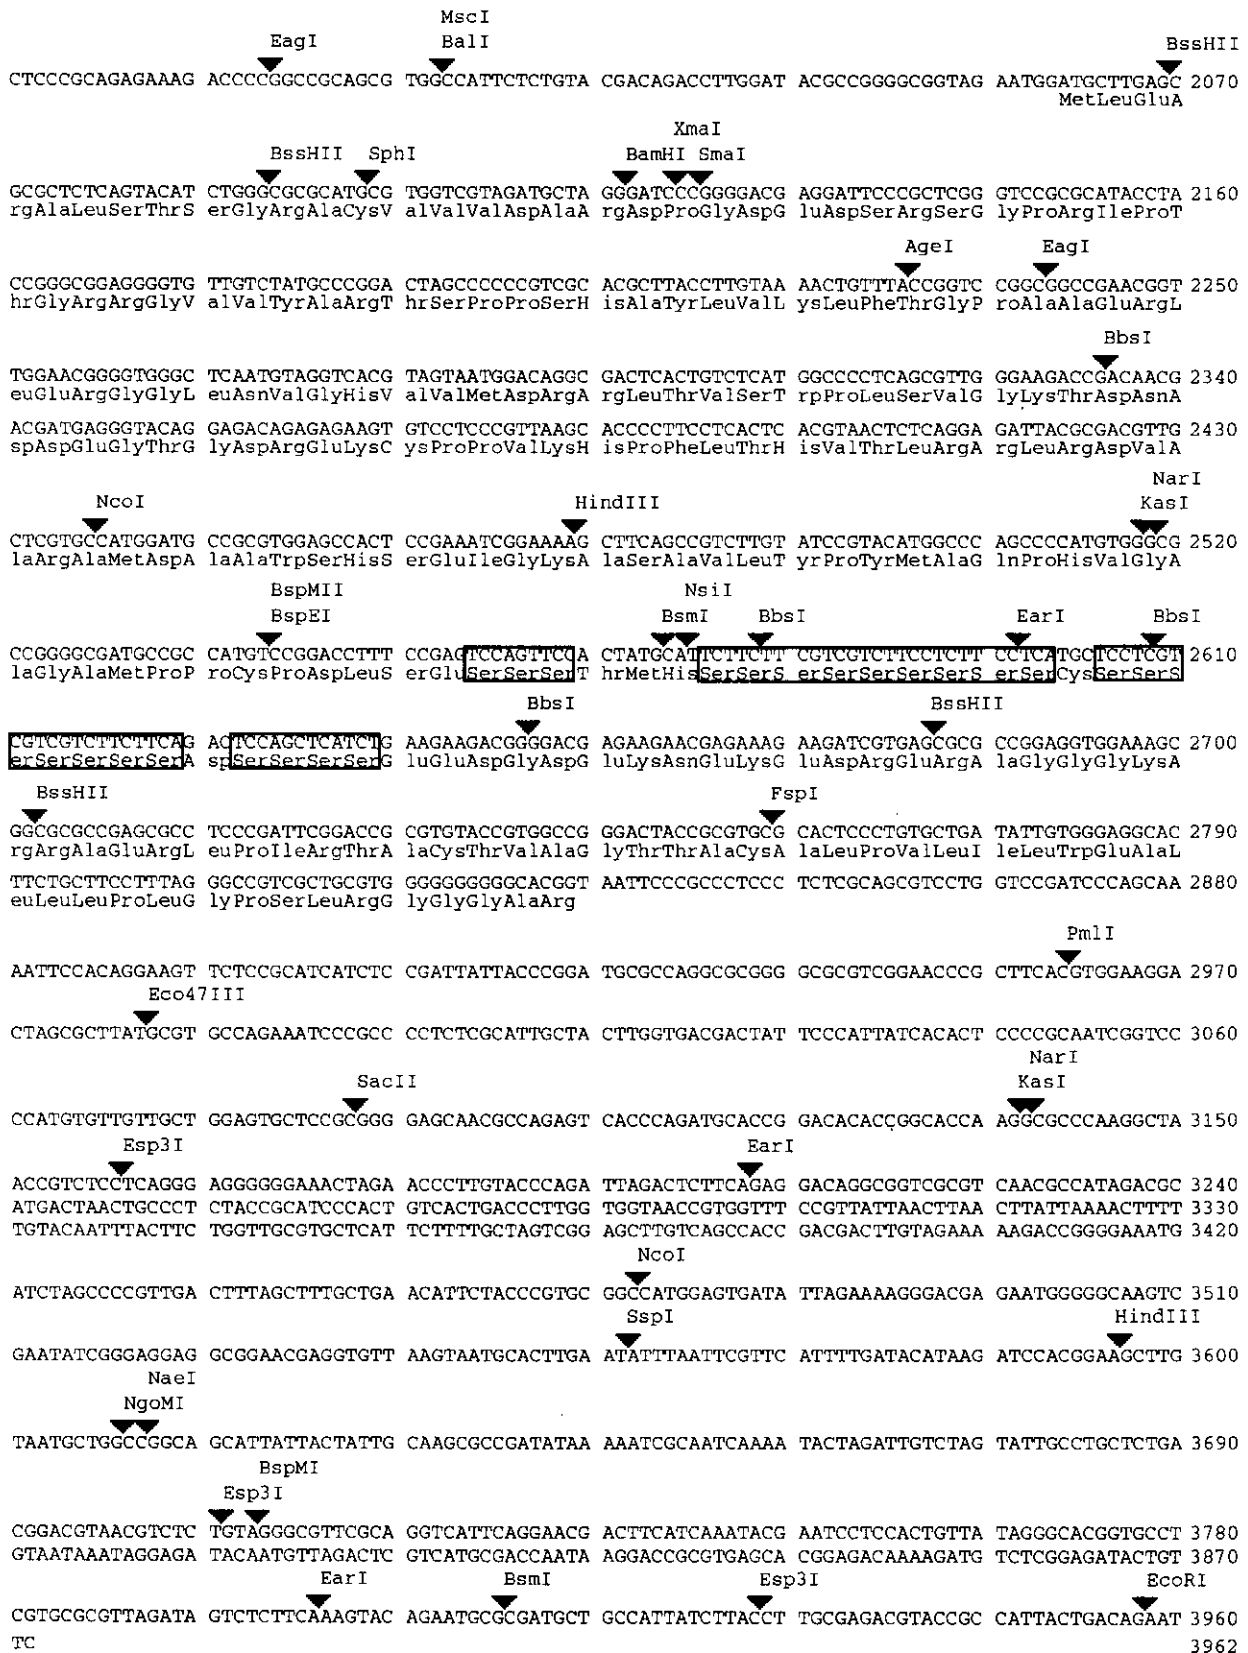 MscI
EagI BalI BssHII
CTCCCGCAGAGAAAG ACCCCGGCCGCAGCG TGGCCATTCTCTGTA CGACAGACCTTGGAT ACGCCGGGGCGGTAG AATGGATGCTTGAGC 2070
MetLeuGluA
XmaI
BssHII SphI BamHI SmaI
GCGCTCTCAGTACAT CTGGGCGCGCATGCG TGGTCGTAGATGCTA GGGATCCCGGGGACG AGGATTCCCGCTCGG GTCCGCGCATACCTA 2160
rgAlaLeuSerThrS erGlyArgAlaCysV alValValAspAlaA rgAspProGlyAspG luAspSerArgSerG lyProArgIleProT
AgeI EagI
CCGGGCGGAGGGGTG TTGTCTATGCCCGGA CTAGCCCCCCGTCGC ACGCTTACCTTGTAA AACTGTTTACCGGTC CGGCGGCCGAACGGT 2250
hrGlyArgArgGlyV alValTyrAlaArgT hrSerProProSerH isAlaTyrLeuValL ysLeuPheThrGlyP roAlaAlaGluArgL
BbsI
TGGAACGGGGTGGGC TCAATGTAGGTCACG TAGTAATGGACAGGC GACTCACTGTCTCAT GGCCCCTCAGCGTTG GGAAGACCGACAACG 2340
euGluArgGlyGlyL euAsnValGlyHisV alValMetAspArgA rgLeuThrValSerT rpProLeuSerValG lyLysThrAspAsnA
ACGATGAGGGTACAG GAGACAGAGAGAAGT GTCCTCCCGTTAAGC ACCCCTTCCTCACTC ACGTAACTCTCAGGA GATTACGCGACGTTG 2430
spAspGluGlyThrG lyAspArgGluLysC ysProProValLysH isProPheLeuThrH isValThrLeuArgA rgLeuArgAspValA
NarI
NcoI HindIII KasI
CTCGTGCCATGGATG CCGCGTGGAGCCACT CCGAAATCGGAAAAG CTTCAGCCGTCTTGT ATCCGTACATGGCCC AGCCCCATGTGGGCG 2520
laArgAlaMetAspA laAlaTrpSerHisS erGluIleGlyLysA laSerAlaValLeuT yrProTyrMetAlaG lnProHisValGlyA
BspMII NsiI
BspEI BsmI BbsI EarI BbsI
CCGGGGCGATGCCGC CATGTCCGGACCTTT CCGAGTCCAGTTCGA CTATGCATTCTTCTT CGTCGTCTTCCTCTT CCTCATGCTCCTCGT 2610
laGlyAlaMetProP roCysProAspLeuS erGluSerSerSerT hrMetHisSerSerS erSerSerSerSerS erSerCysSerSerS
BbsI BssHII
CGTCGTCTTCTTCAG ACTCCAGCTCATCTG AAGAAGACGGGGACG AGAAGAACGAGAAAG AAGATCGTGAGCGCG CCGGAGGTGGAAAGC 2700
erSerSerSerSerA spSerSerSerSerG luGluAspGlyAspG luLysAsnGluLysG luAspArgGluArgA laGlyGlyGlyLysA
BssHII FspI
GGCGCGCCGAGCGCC TCCCGATTCGGACCG CGTGTACCGTGGCCG GGACTACCGCGTGCG CACTCCCTGTGCTGA TATTGTGGGAGGCAC 2790
rgArgAlaGluArgL euProIleArgThrA laCysThrValAlaG lyThrThrAlaCysA laLeuProValLeuI leLeuTrpGluAlaL
TTCTGCTTCCTTTAG GGCCGTCGCTGCGTG GGGGGGGGGCACGGT AATTCCCGCCCTCCC TCTCGCAGCGTCCTG GTCCGATCCCAGCAA 2880
euLeuLeuProLeuG lyProSerLeuArgG lyGlyGlyAlaArg
PmlI
AATTCCACAGGAAGT TCTCCGCATCATCTC CGATTATTACCCGGA TGCGCCAGGCGCGGG GCGCGTCGGAACCCG CTTCACGTGGAAGGA 2970
Eco47III
CTAGCGCTTATGCGT GCCAGAAATCCCGCC CCTCTCGCATTGCTA CTTGGTGACGACTAT TCCCATTATCACACT CCCCGCAATCGGTCC 3060
NarI
SacII KasI
CCATGTGTTGTTGCT GGAGTGCTCCGCGGG GAGCAACGCCAGAGT CACCCAGATGCACCG GACACACCGGCACCA AGGCGCCCAAGGCTA 3150
Esp3I EarI
ACCGTCTCCTCAGGG AGGGGGGAAACTAGA ACCCTTGTACCCAGA TTAGACTCTTCAGAG GACAGGCGGTCGCGT CAACGCCATAGACGC 3240
ATGACTAACTGCCCT CTACCGCATCCCACT GTCACTGACCCTTGG TGGTAACCGTGGTTT CCGTTATTAACTTAA CTTATTAAAACTTTT 3330
TGTACAATTTACTTC TGGTTGCGTGCTCAT TCTTTTGCTAGTCGG AGCTTGTCAGCCACC GACGACTTGTAGAAA AAGACCGGGGAAATG 3420
NcoI
ATCTAGCCCCGTTGA CTTTAGCTTTGCTGA ACATTCTACCCGTGC GGCCATGGAGTGATA TTAGAAAAGGGACGA GAATGGGGGCAAGTC 3510
SspI HindIII
GAATATCGGGAGGAG GCGGAACGAGGTGTT AAGTAATGCACTTGA ATATTTAATTCGTTC ATTTTGATACATAAG ATCCACGGAAGCTTG 3600
NaeI
NgoMI
TAATGCTGGCCGGCA GCATTATTACTATTG CAAGCGCCGATATAA AAATCGCAATCAAAA TACTAGATTGTCTAG TATTGCCTGCTCTGA 3690
BspMI
Esp3I
CGGACGTAACGTCTC TGTAGGGCGTTCGCA GGTCATTCAGGAACG ACTTCATCAAATACG AATCCTCCACTGTTA TAGGGCACGGTGCCT 3780
GTAATAAATAGGAGA TACAATGTTAGACTC GTCATGCGACCAATA AGGACCGCGTGAGCA CGGAGACAAAAGATG TCTCGGAGATACTGT 3870
EarI BsmI Esp3I EcoRI
CGTGCGCGTTAGATA GTCTCTTCAAAGTAC AGAATGCGCGATGCT GCCATTATCTTACCT TGCGAGACGTACCGC CATTACTGACAGAAT 3960
TC 3962